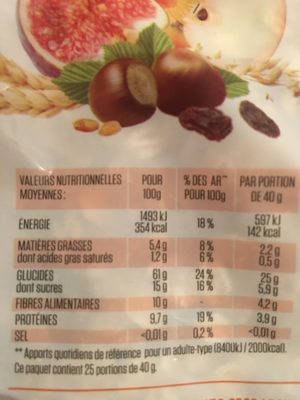 VALEURS NUTRITIONNELLES MOYENNES: POUR 100g % DES AR** POUR 100g PAR PORTION DE 40 g
ÉNERGIE 1493 kJ 354 kcal 18 % 597 kJ 142 kcal
MATIÈRES GRASSES 5,4 g 8 % 2,2 g
dont acides gras saturés 1,2 g 6 % 0,5 g
GLUCIDES 61 g 24 % 25 g
dont sucres 15 g 16 % 5,9 g
FIBRES ALIMENTAIRES 10 g - 4,2 g
PROTÉINES 9,7 g 19 % 3,9 g
SEL <0,01 g 0,2 % <0,01 g
** Apports quotidiens de référence pour un adulte-type (8400kJ / 2000kcal).
Ce paquet contient 25 portions de 40 g.